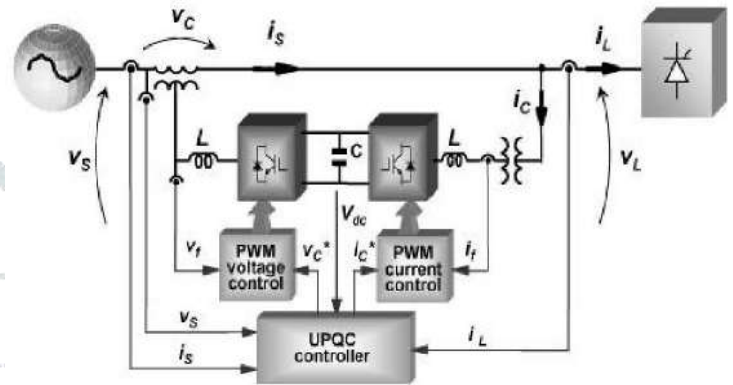 v_C
i_S
i_L
i_C
L
C
L
v_S
v_L
V_dc
v_f
PWM
voltage
control
v_C*
i_C*
PWM
current
control
i_f
v_S
i_S
UPQC
controller
i_L